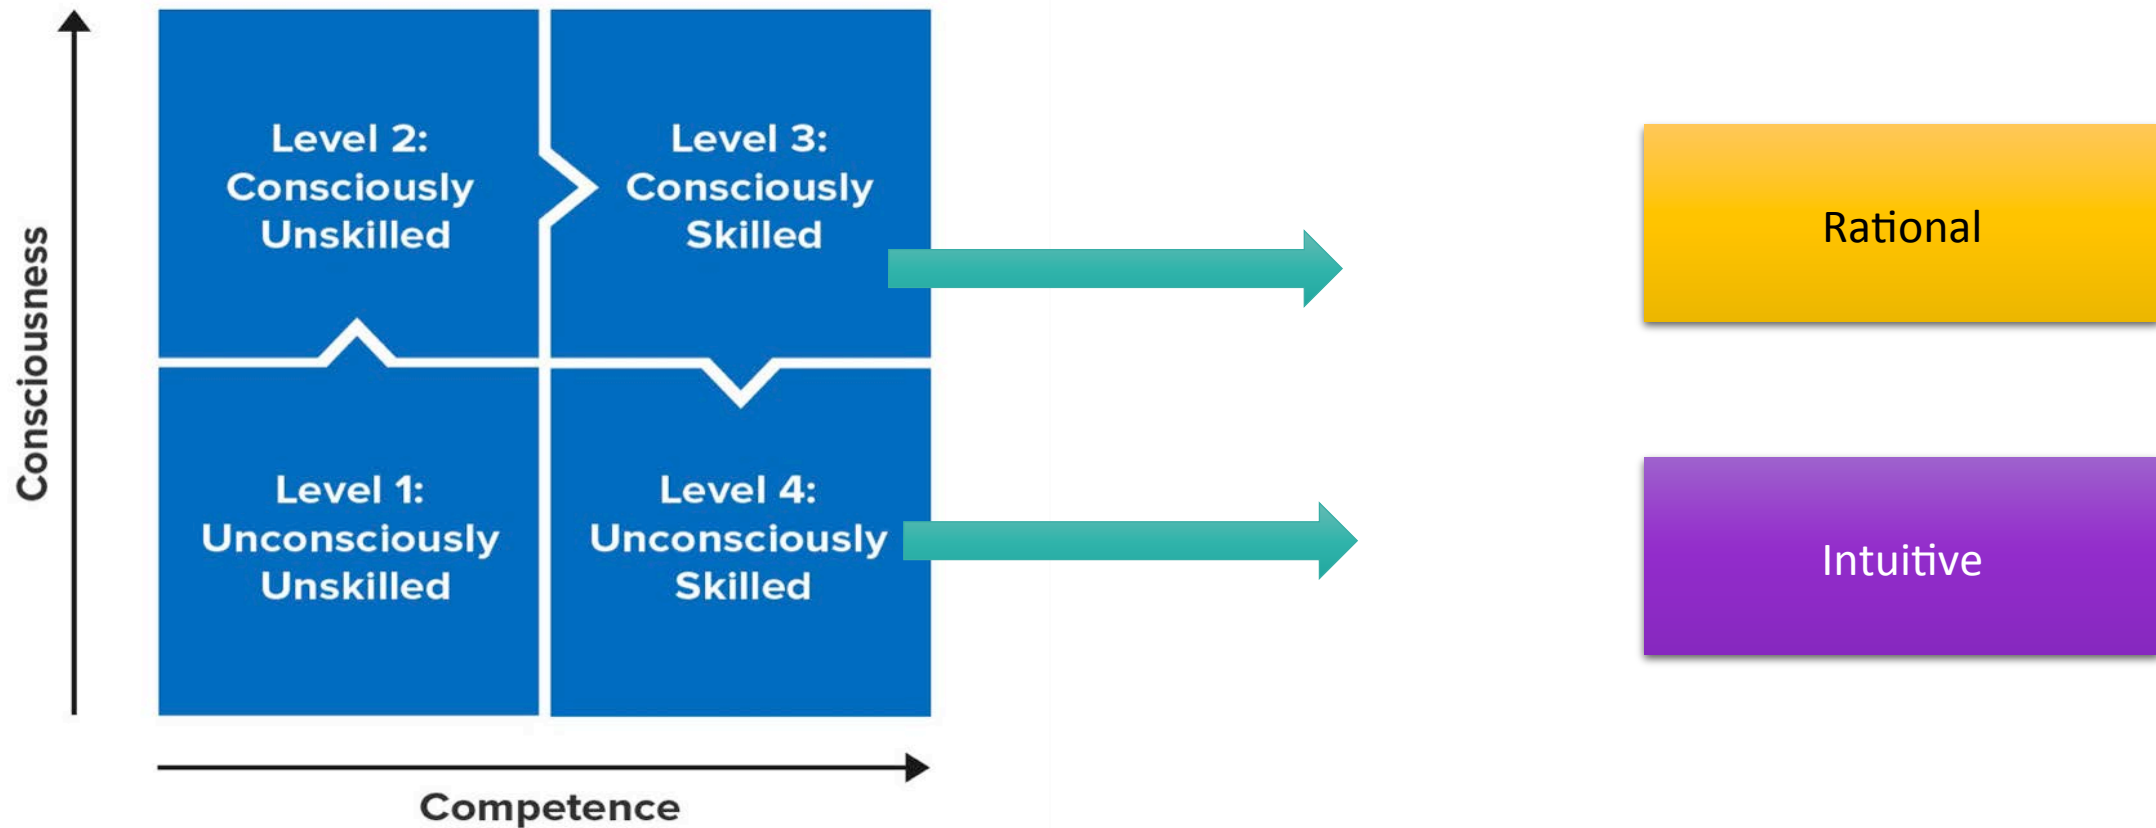 Consciousness
Level 2:
Consciously
Unskilled
Level 3:
Consciously
Skilled
Level 1:
Unconsciously
Unskilled
Level 4:
Unconsciously
Skilled
Competence
Rational
Intuitive